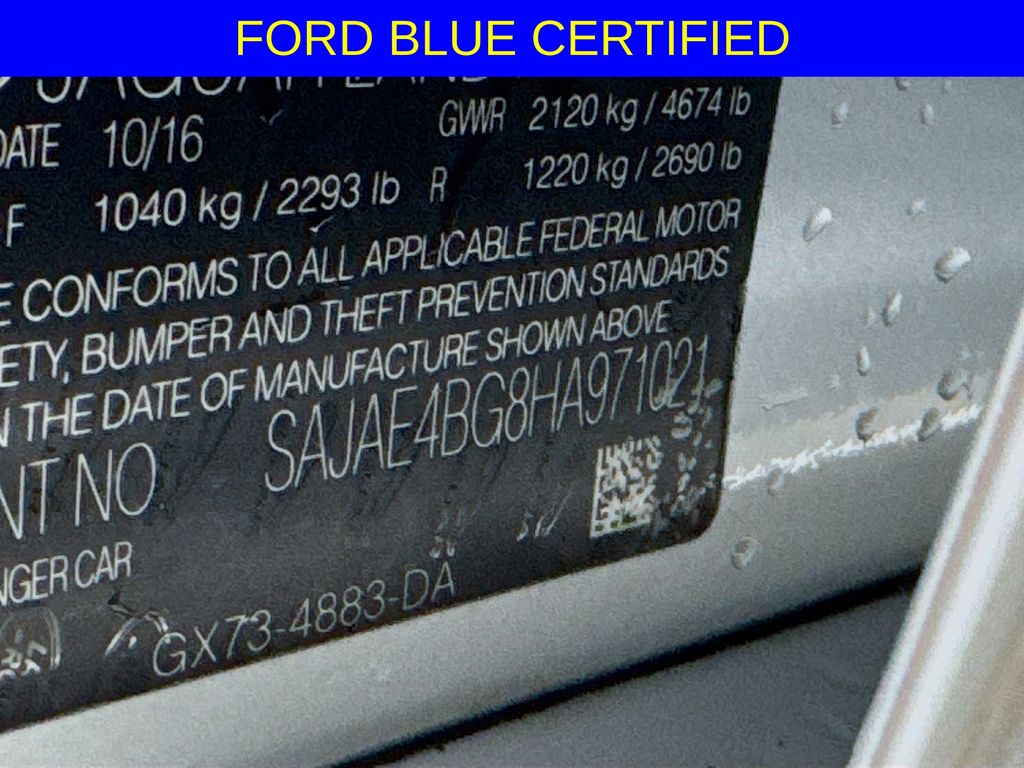 FORD BLUE CERTIFIED
DATE 10/16 GWR 2120 kg / 4674 lb
F 1040 kg / 2293 lb R 1220 kg / 2690 lb
CONFORMS TO ALL APPLICABLE FEDERAL MOTOR
ETY, BUMPER AND THEFT PREVENTION STANDARDS
N THE DATE OF MANUFACTURE SHOWN ABOVE
SAJAE4BG8HA971021
NT NO
NGER CAR
GX73-4883-DA